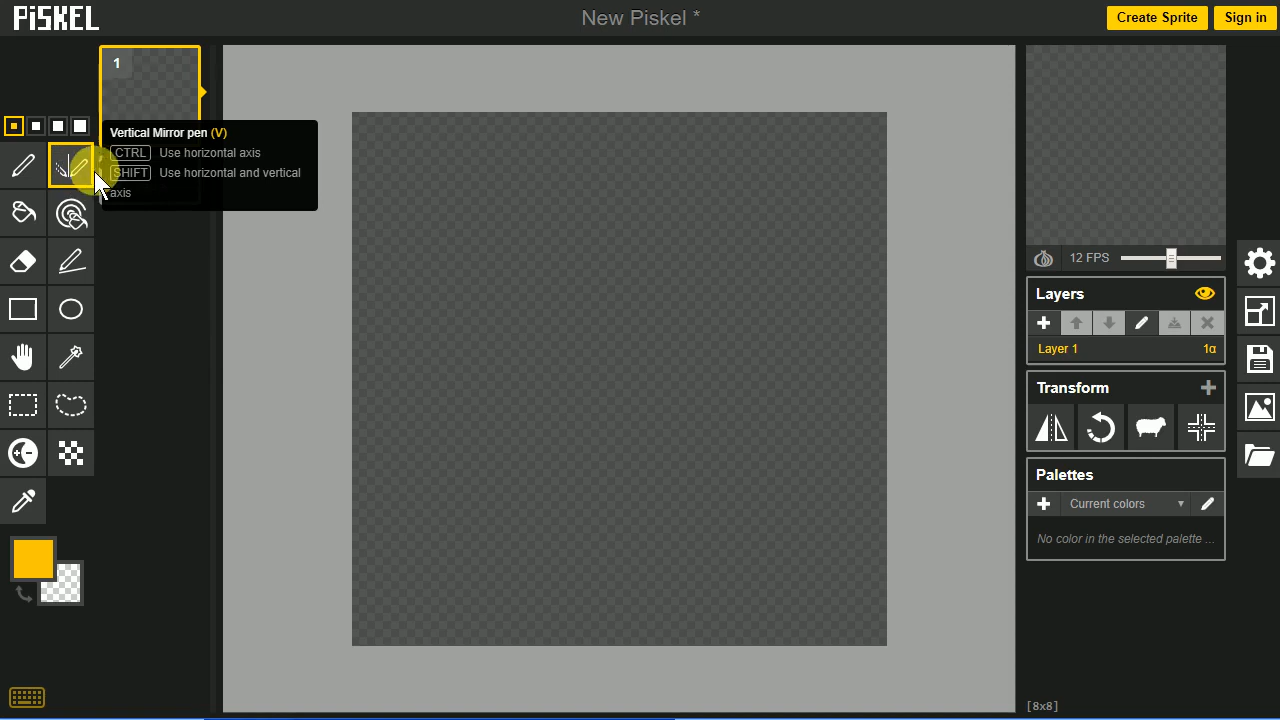 PiSKEL
New Piskel *
Create Sprite
Sign in
1
Vertical Mirror pen (V)
CTRL Use horizontal axis
SHIFT Use horizontal and vertical
axis
12 FPS
Layers
Layer 1
1α
Transform
Palettes
Current colors
No color in the selected palette ...
[8x8]